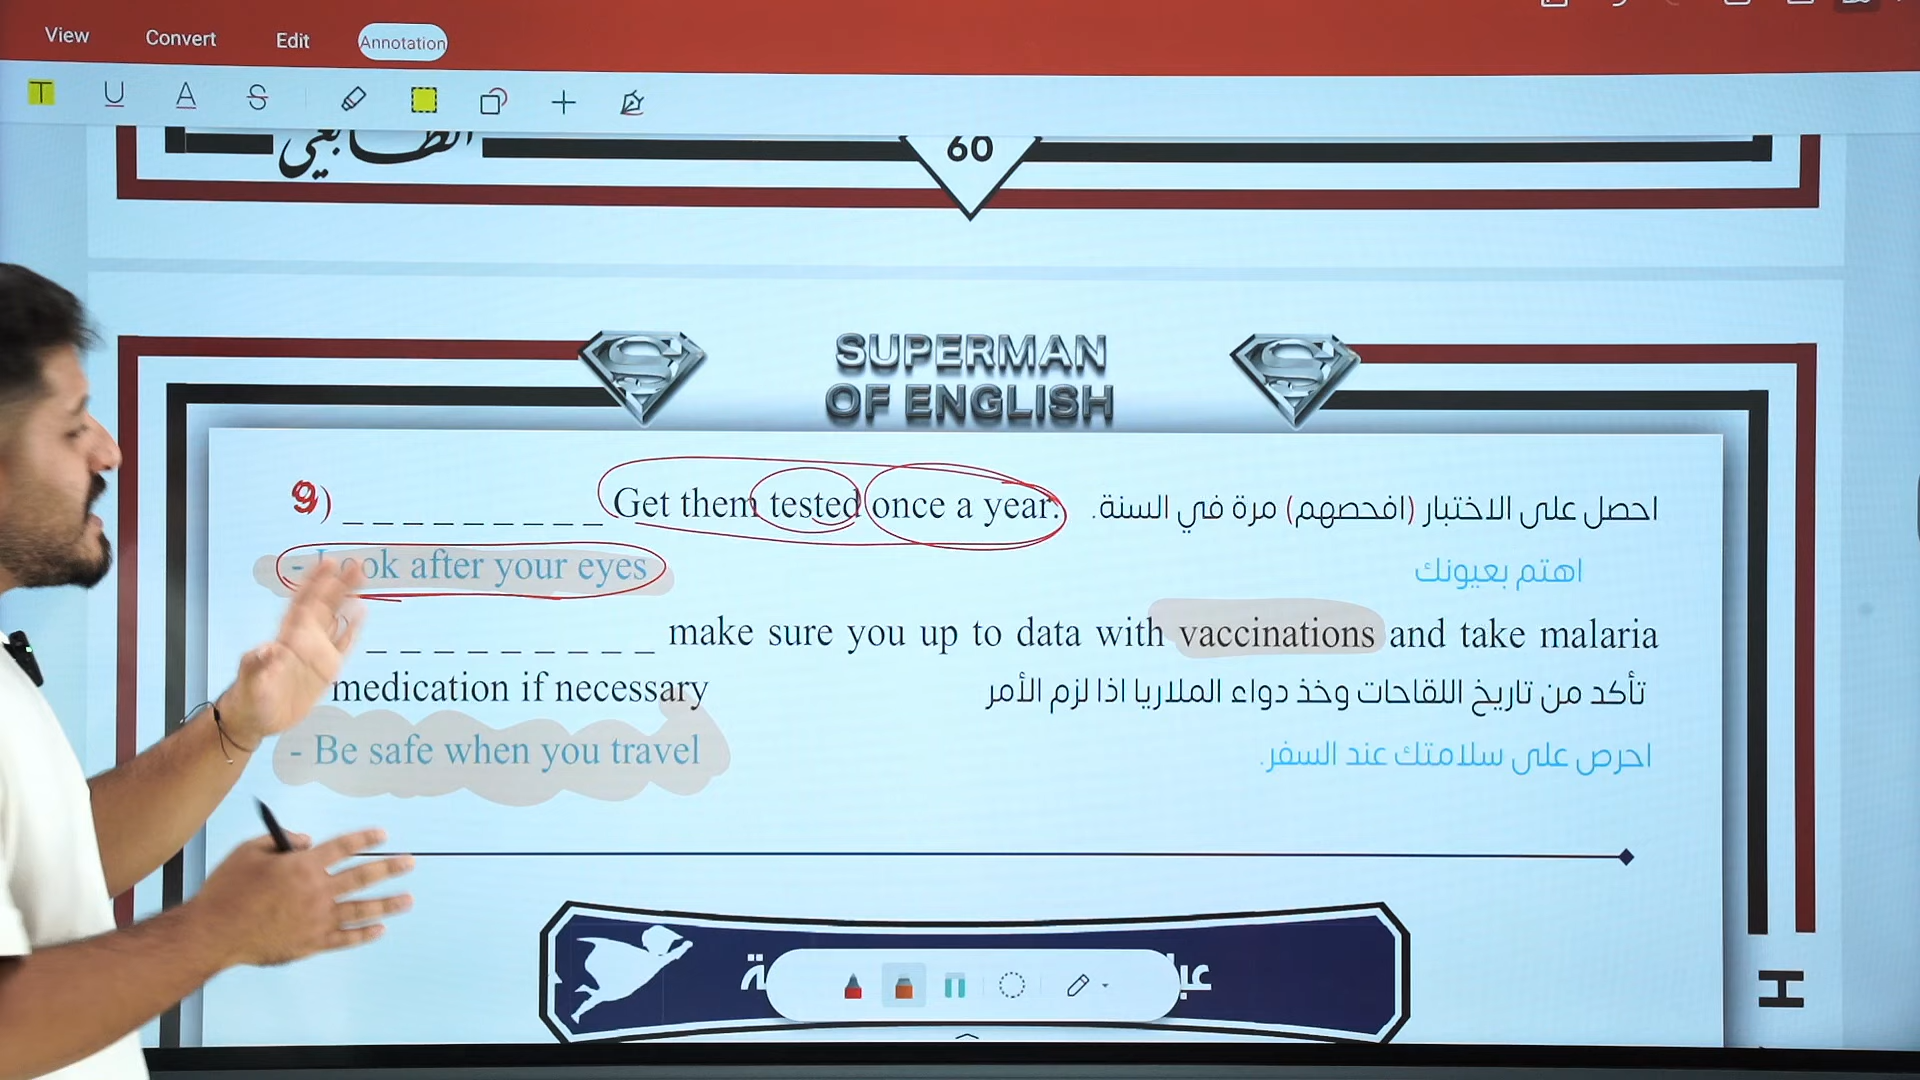 View Convert Edit Annotation
T U A S
الطابعي
60
SUPERMAN
OF ENGLISH
9) _ _ _ _ _ _ _ _ _ _ Get them tested once a year. احصل على الاختبار (افحصهم) مرة في السنة.
- Look after your eyes اهتم بعيونك
_ _ _ _ _ _ _ _ _ _ make sure you up to data with vaccinations and take malaria
medication if necessary تأكد من تاريخ اللقاحات وخذ دواء الملاريا اذا لزم الأمر
- Be safe when you travel احرص على سلامتك عند السفر.
H